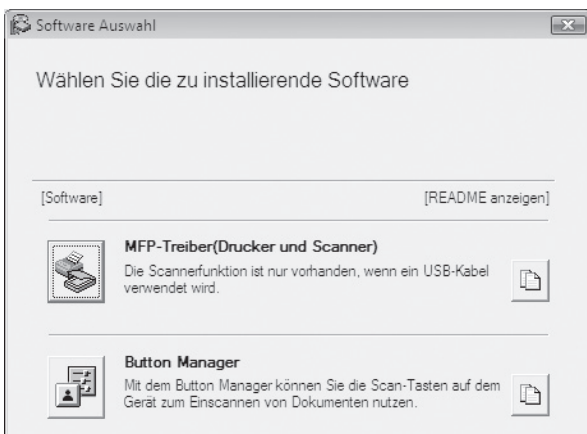 Software Auswahl
Wählen Sie die zu installierende Software
[Software] [README anzeigen]
MFP-Treiber(Drucker und Scanner)
Die Scannerfunktion ist nur vorhanden, wenn ein USB-Kabel
verwendet wird.
Button Manager
Mit dem Button Manager können Sie die Scan-Tasten auf dem
Gerät zum Einscannen von Dokumenten nutzen.